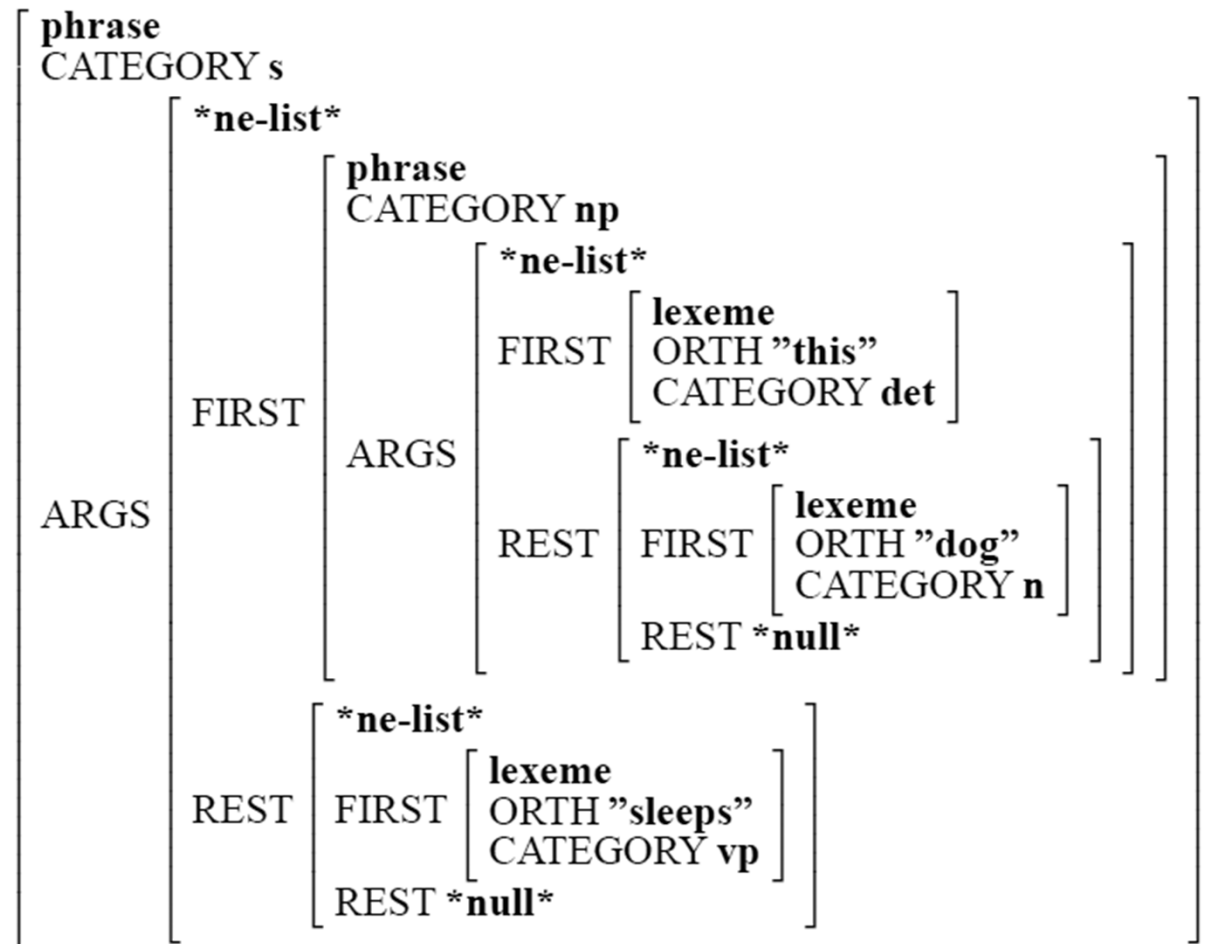 phrase
CATEGORY s
*ne-list*
phrase
CATEGORY np
*ne-list*
lexeme
FIRST ORTH ”this”
CATEGORY det
FIRST
ARGS
*ne-list*
lexeme
ARGS
REST FIRST ORTH ”dog”
CATEGORY n
REST *null*
*ne-list*
lexeme
REST FIRST ORTH ”sleeps”
CATEGORY vp
REST *null*